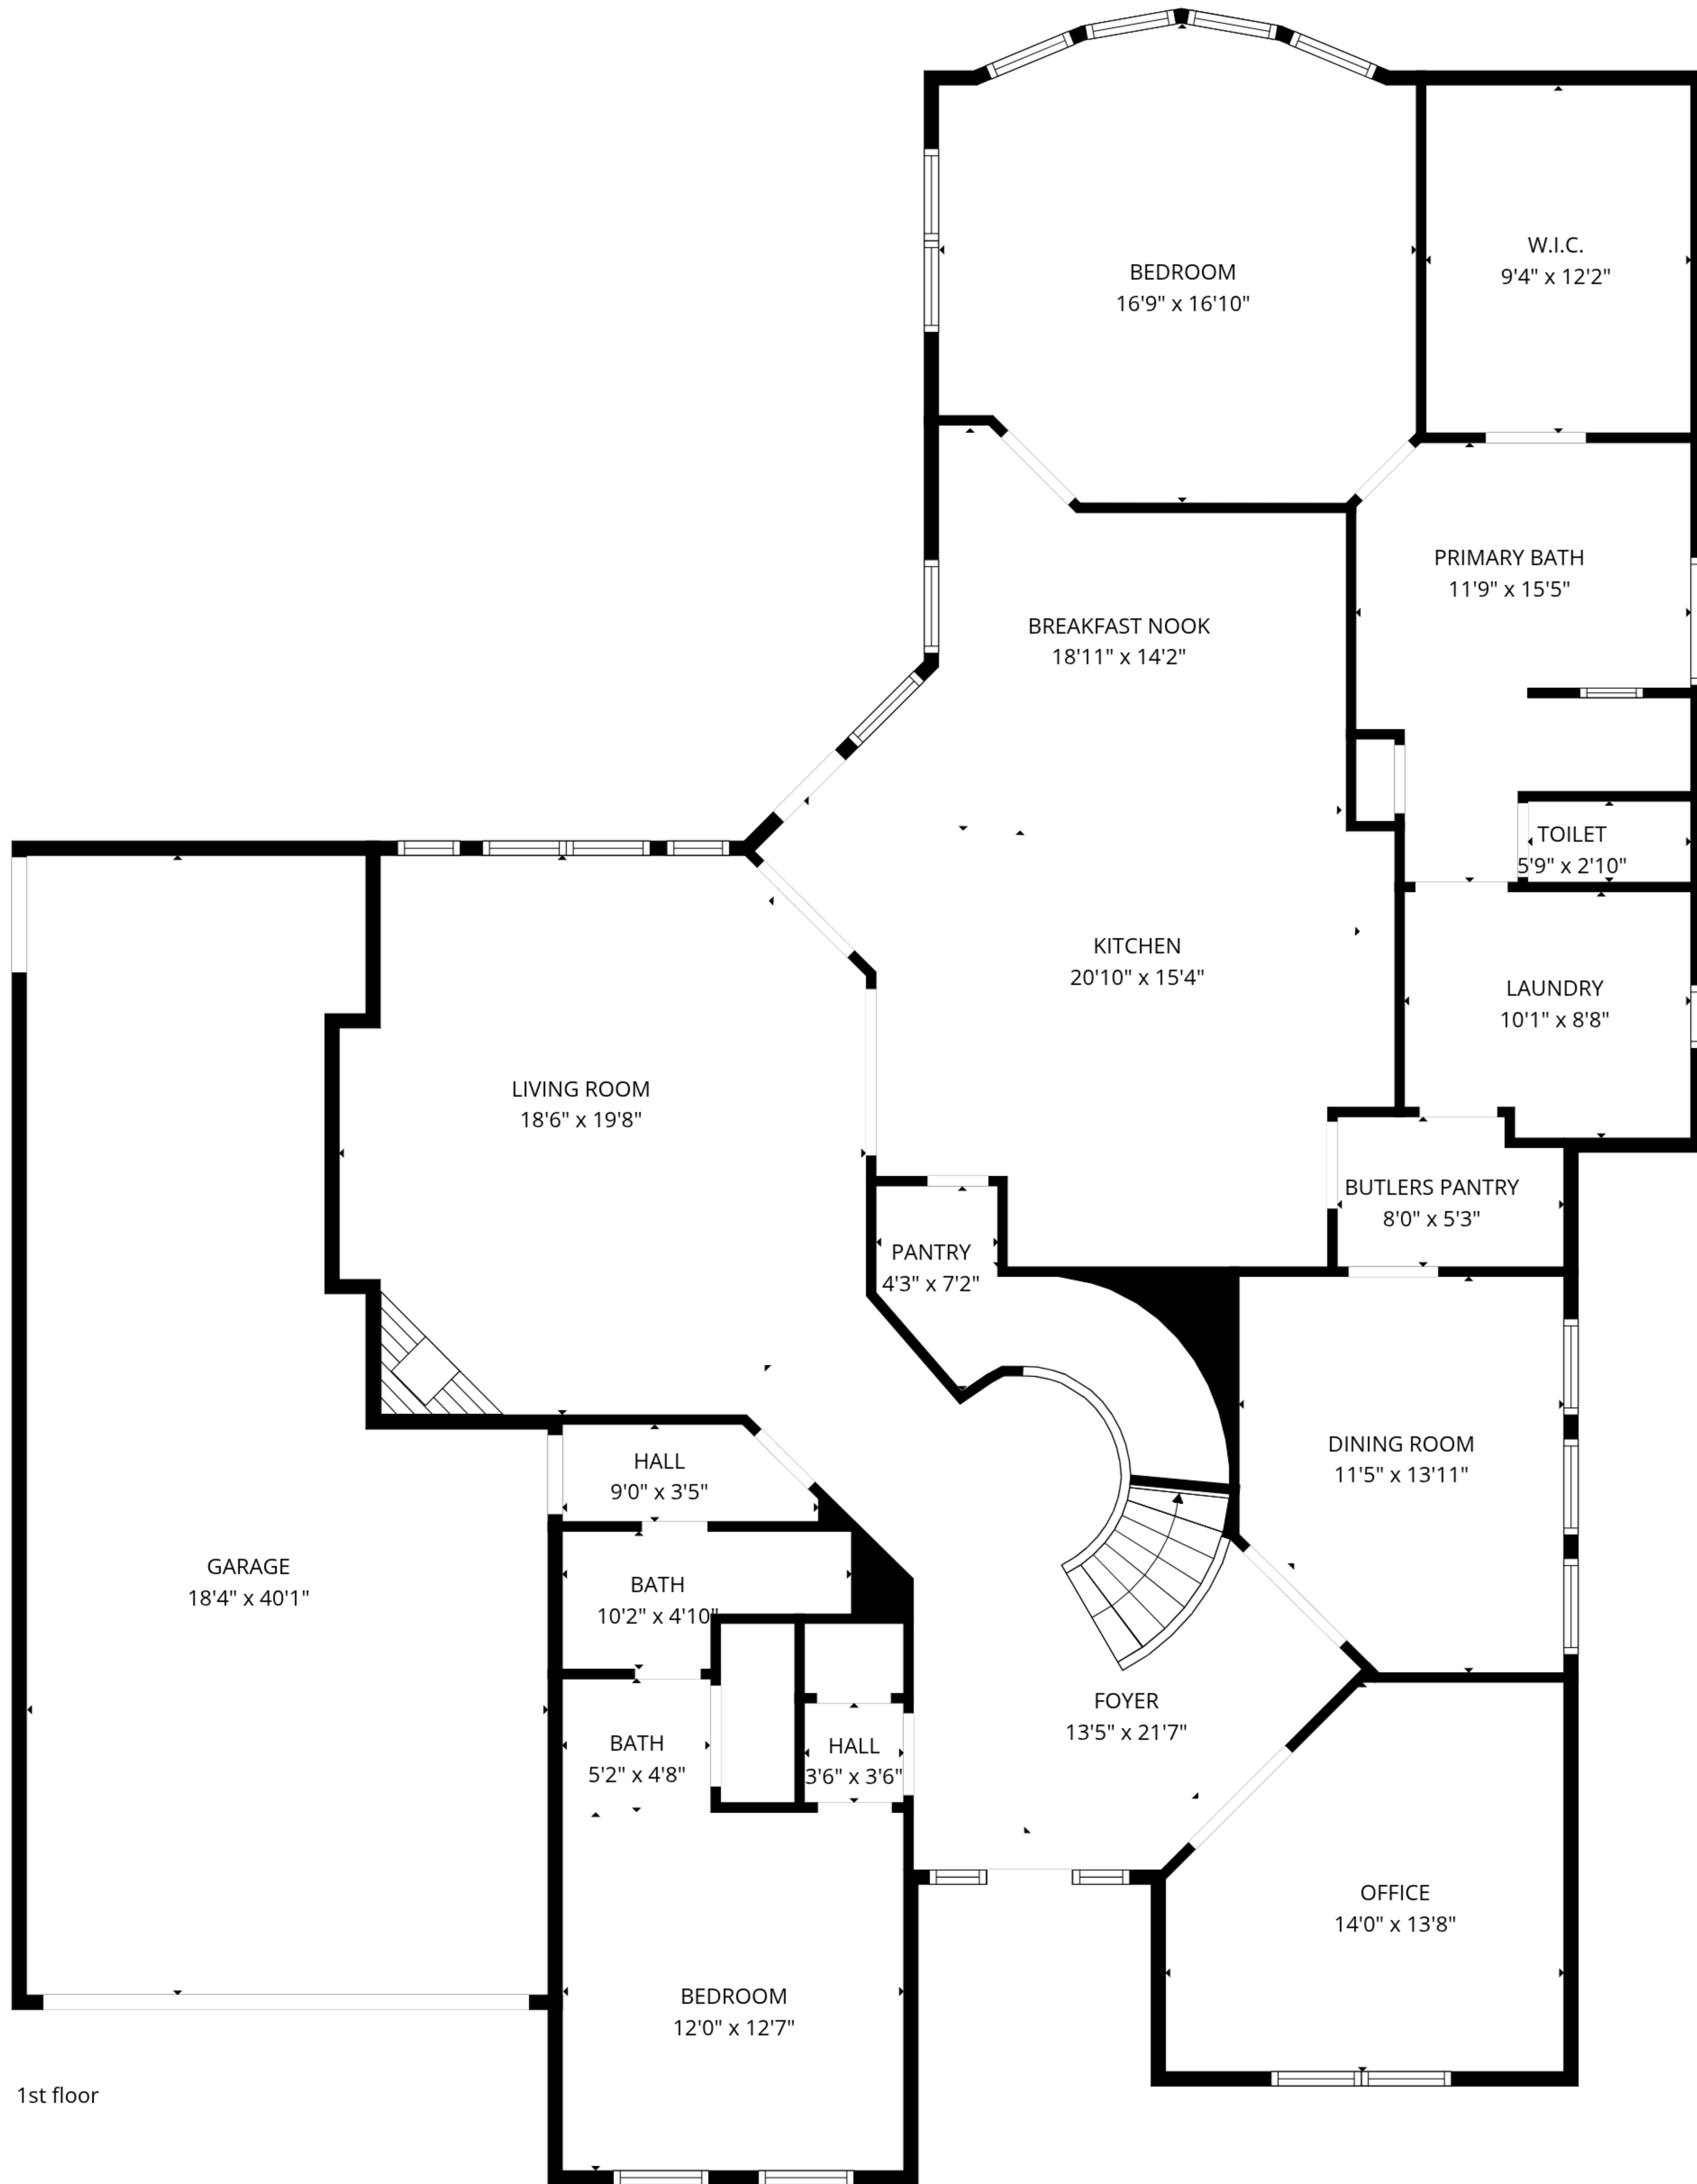 W.I.C.
9'4" x 12'2"
BEDROOM
16'9" x 16'10"
PRIMARY BATH
11'9" x 15'5"
BREAKFAST NOOK
18'11" x 14'2"
TOILET
5'9" x 2'10"
KITCHEN
20'10" x 15'4"
LAUNDRY
10'1" x 8'8"
LIVING ROOM
18'6" x 19'8"
BUTLERS PANTRY
8'0" x 5'3"
PANTRY
4'3" x 7'2"
DINING ROOM
11'5" x 13'11"
HALL
9'0" x 3'5"
GARAGE
18'4" x 40'1"
BATH
10'2" x 4'10"
FOYER
13'5" x 21'7"
BATH
5'2" x 4'8"
HALL
3'6" x 3'6"
OFFICE
14'0" x 13'8"
BEDROOM
12'0" x 12'7"
1st floor